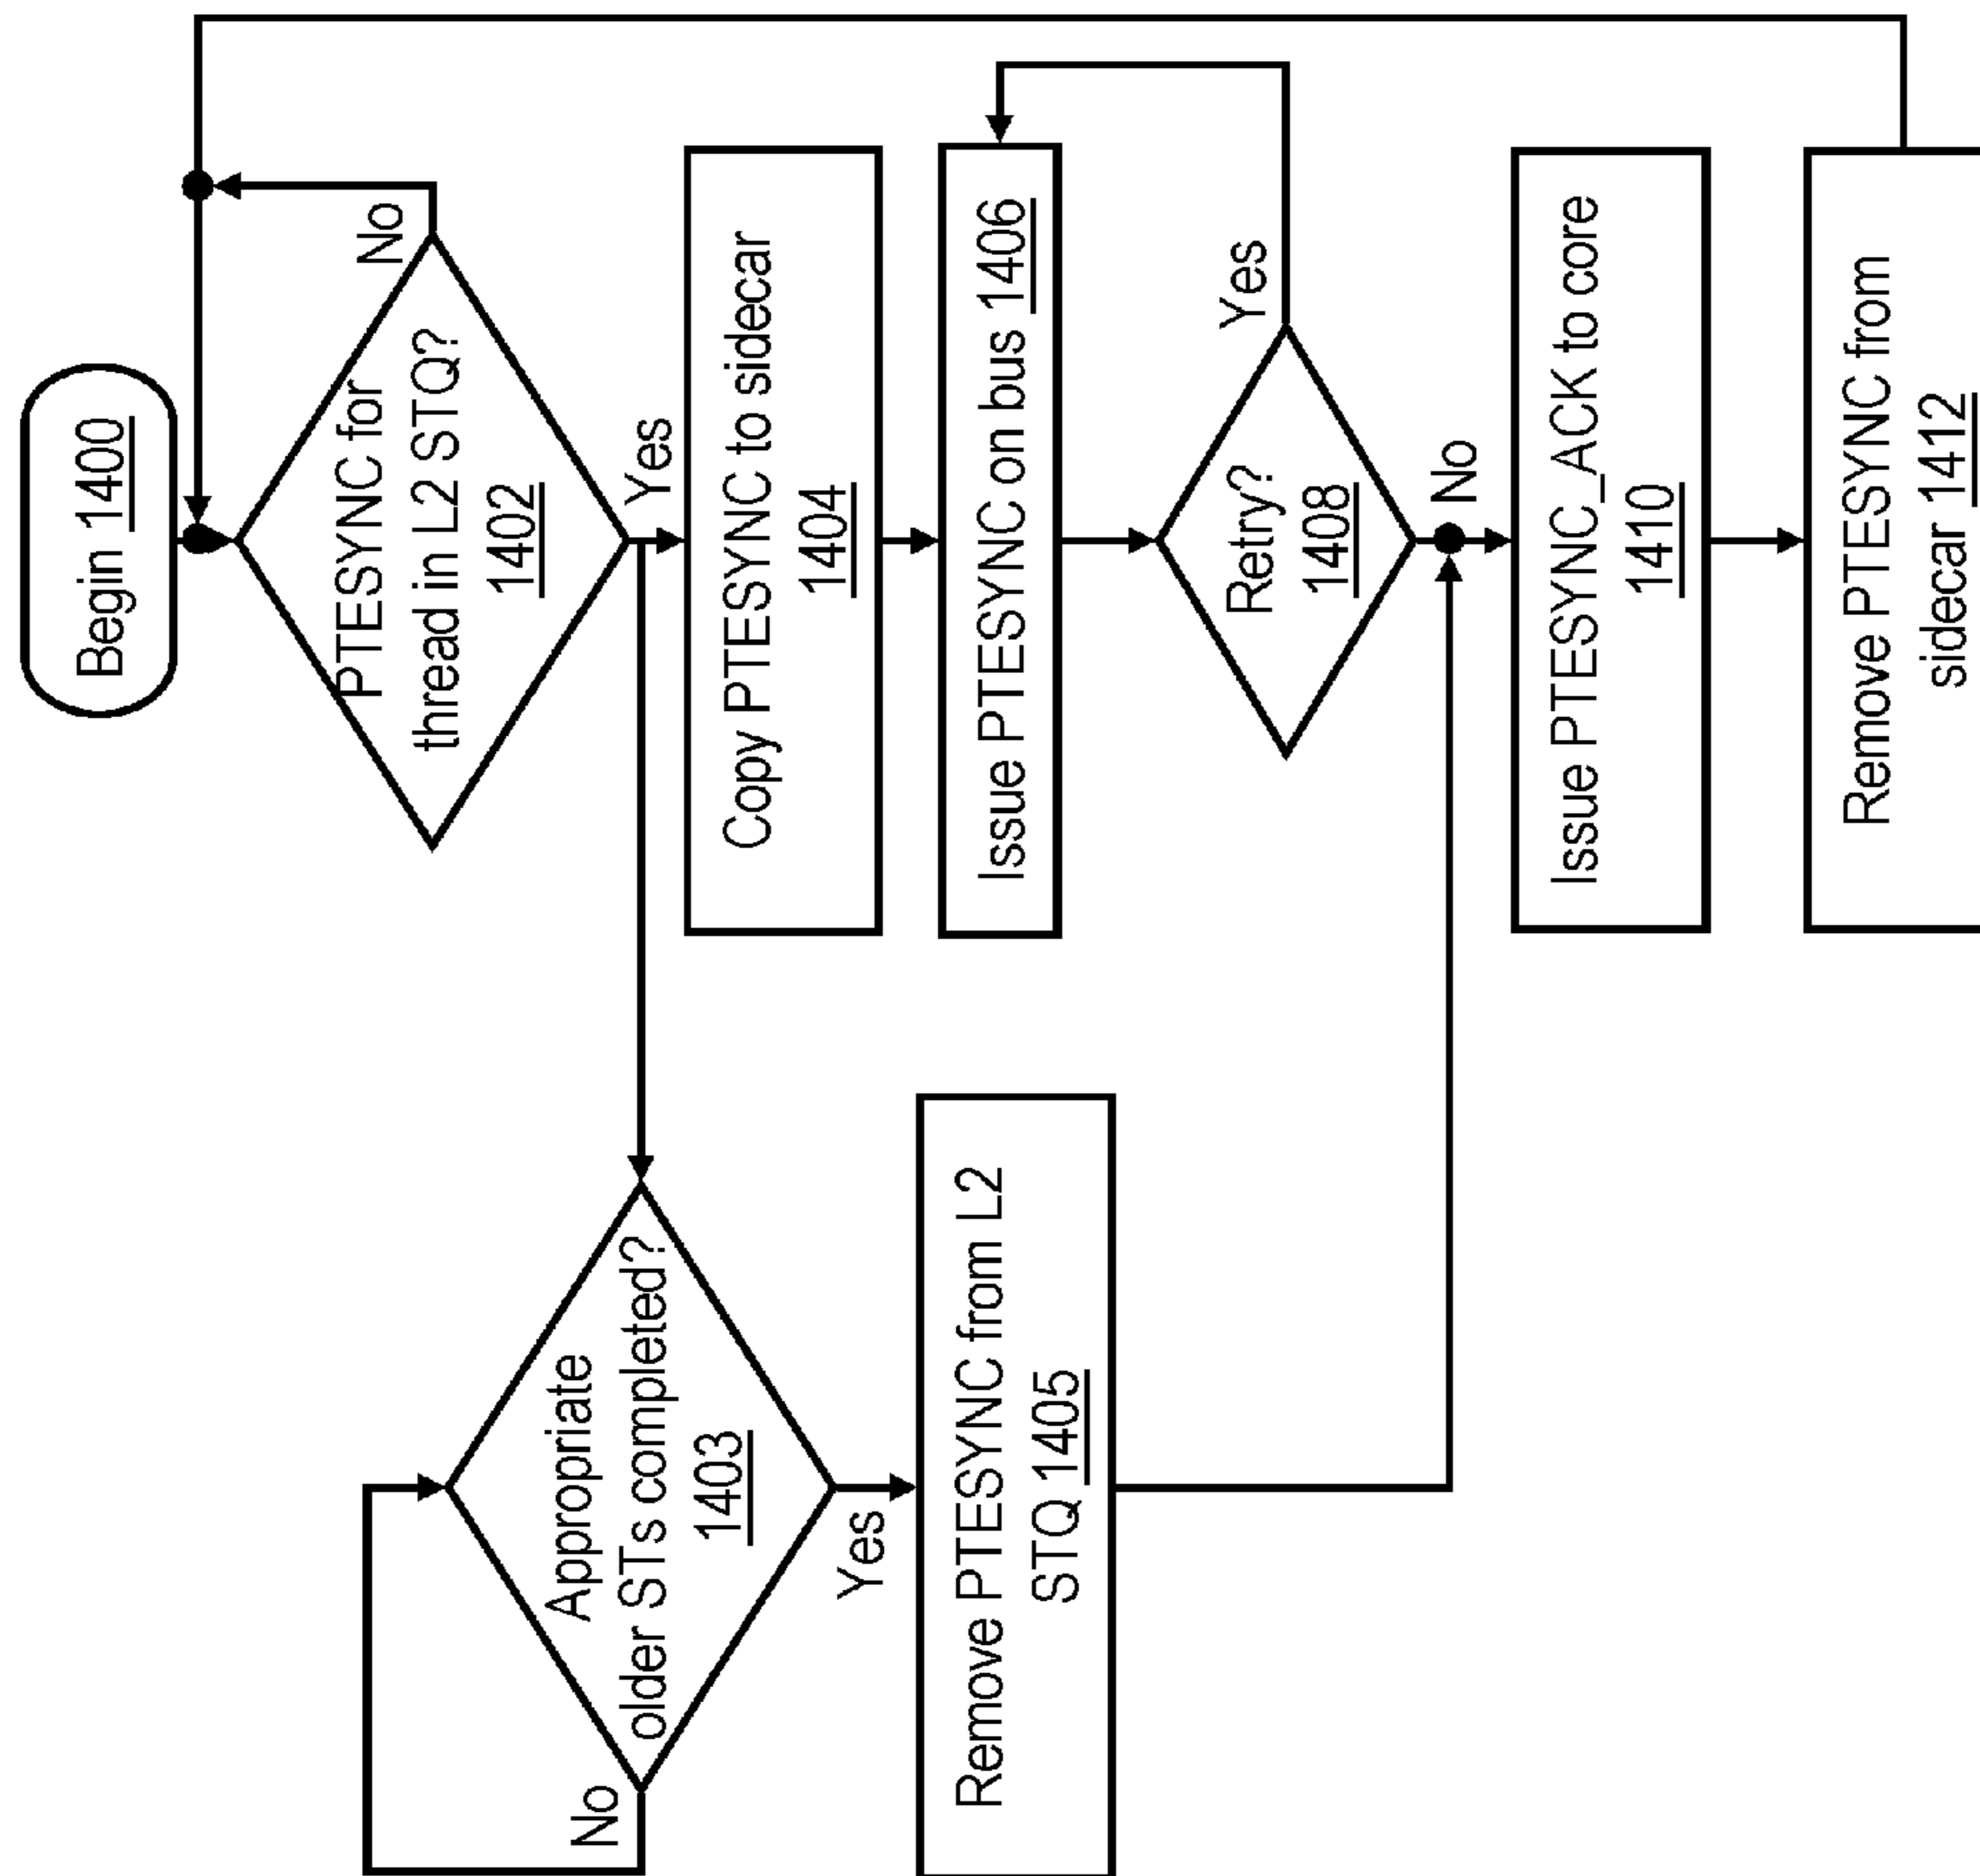 Begin 1400
PTESYNC for
thread in L2 STQ?
1402
No
Yes
Appropriate
older STs completed?
1403
No
Yes
Copy PTESYNC to sidecar
1404
Remove PTESYNC from L2
STQ 1405
Issue PTESYNC on bus 1406
Retry?
1408
Yes
No
Issue PTESYNC_ACK to core
1410
Remove PTESYNC from
sidecar 1412